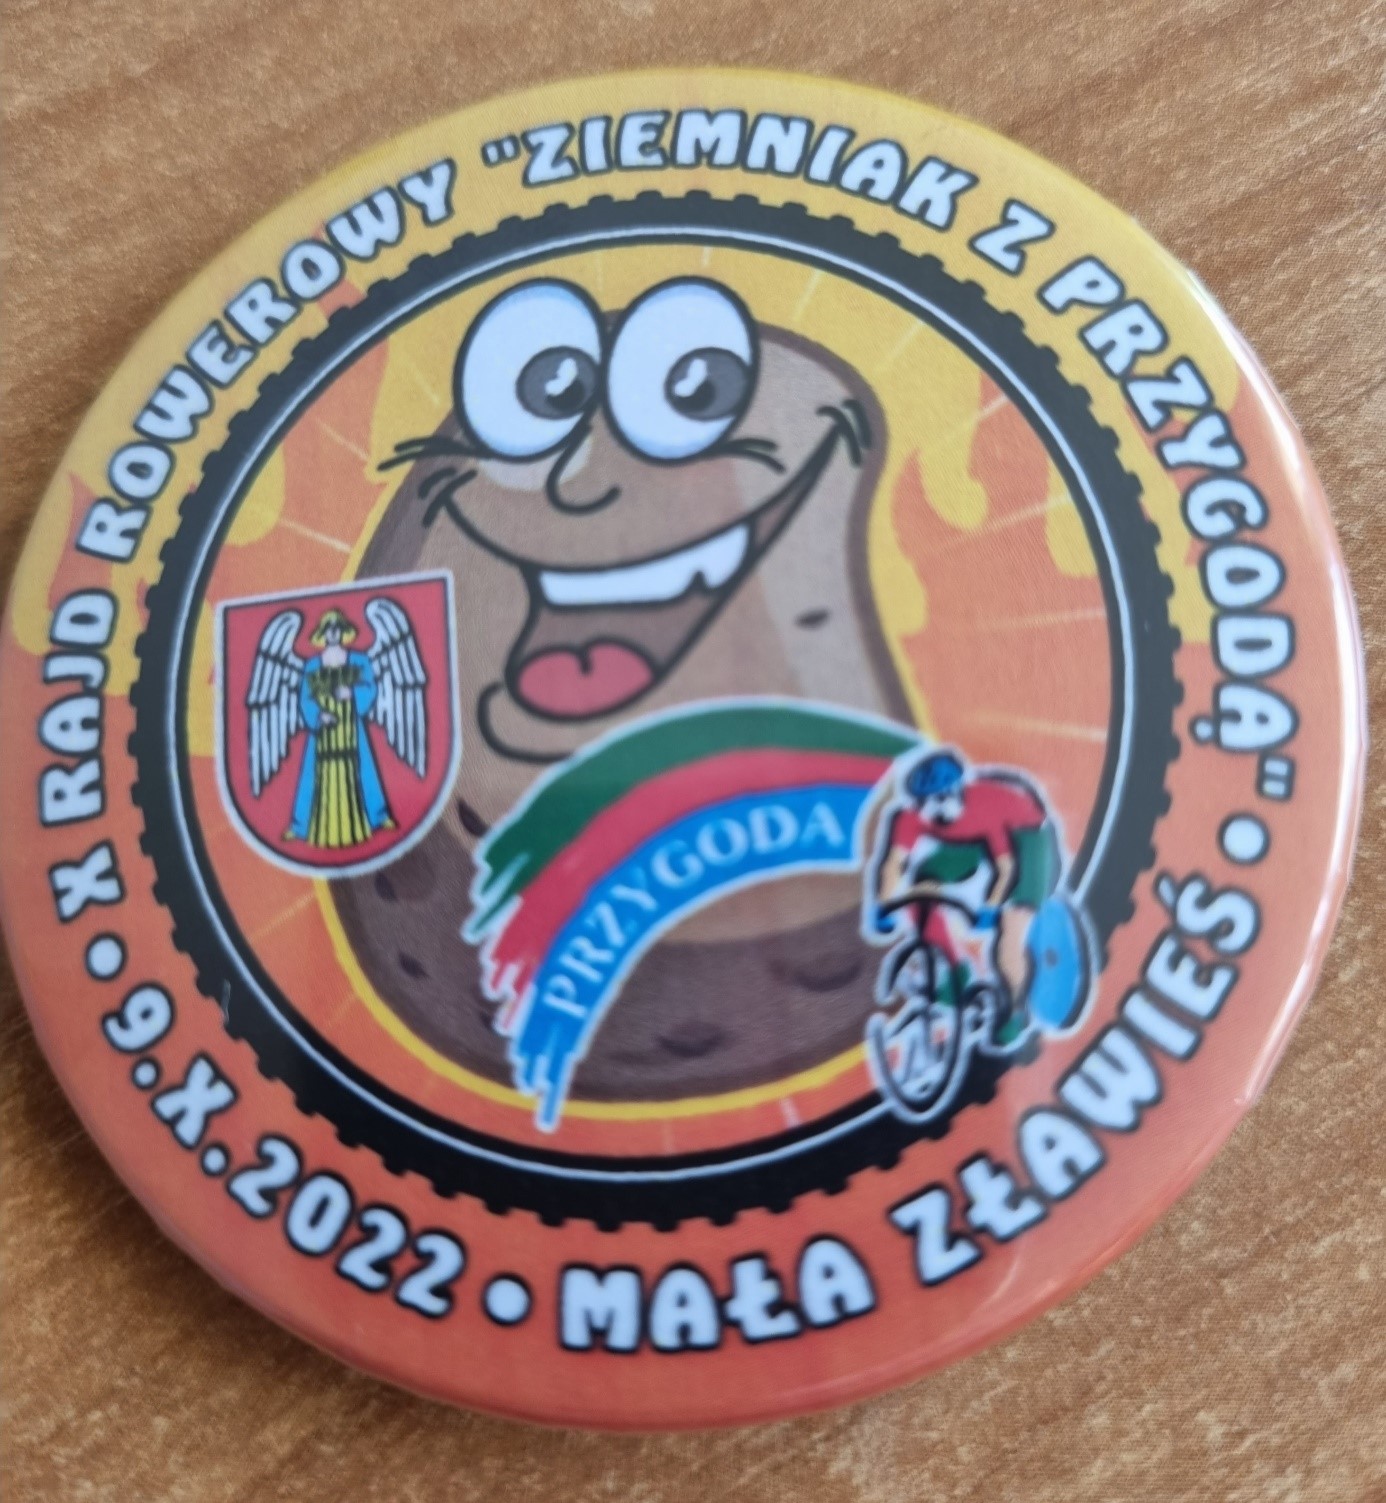 X RAJD ROWEROWY "ZIEMNIAK Z PRZYGODĄ"
• MAŁA ZŁAWIEŚ •
9.X.2022 •
PRZYGODA